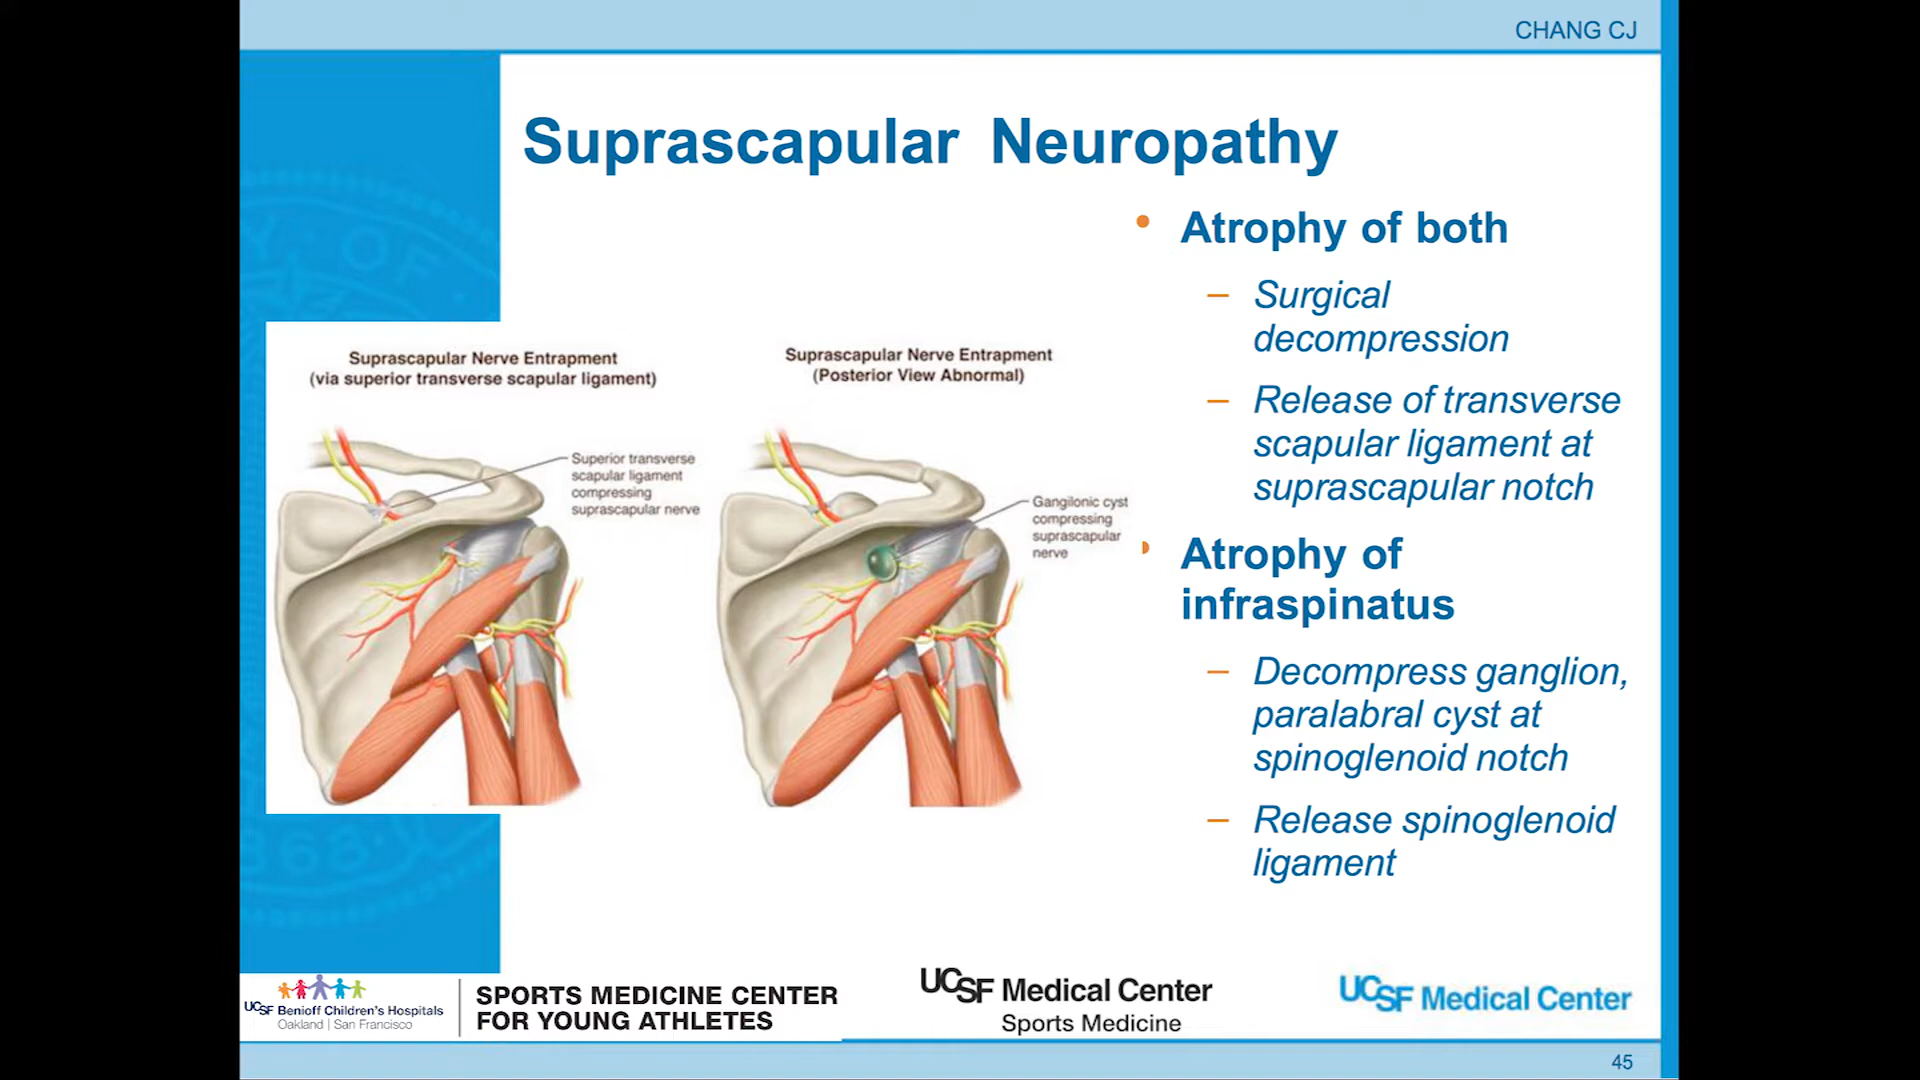 CHANG CJ
Suprascapular Neuropathy
• Atrophy of both
– Surgical
decompression
– Release of transverse
scapular ligament at
suprascapular notch
• Atrophy of
infraspinatus
– Decompress ganglion,
paralabral cyst at
spinoglenoid notch
– Release spinoglenoid
ligament
Suprascapular Nerve Entrapment
(via superior transverse scapular ligament)
Superior transverse
scapular ligament
compressing
suprascapular nerve
Suprascapular Nerve Entrapment
(Posterior View Abnormal)
Ganglionic cyst
compressing
suprascapular
nerve
Y OF
868
UCSF Benioff Children's Hospitals
Oakland | San Francisco
SPORTS MEDICINE CENTER
FOR YOUNG ATHLETES
UCSF Medical Center
Sports Medicine
UCSF Medical Center
45